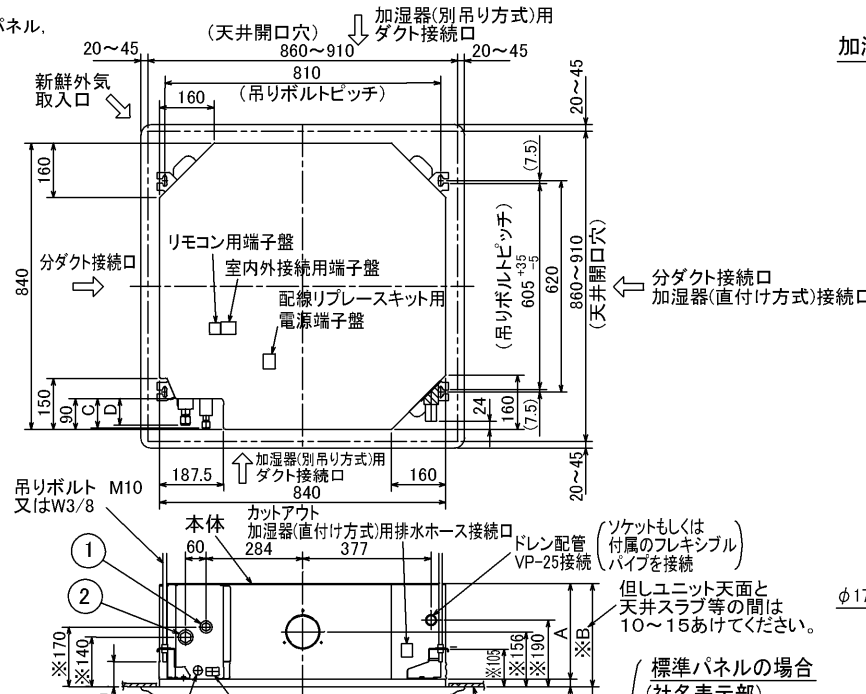 パネル,
(天井開口穴)
加湿器(別吊り方式)用
ダクト接続口
20～45
860～910
20～45
加
810
新鮮外気
取入口
(吊りボルトピッチ)
160
20～45
160
(7.5)
840
分ダクト接続口
リモコン用端子盤
室内外接続用端子盤
配線リプレースキット用
電源端子盤
(吊りボルトピッチ)
605 +35 -5
620
860～910
(天井開口穴)
分ダクト接続口
加湿器(直付け方式)接続口
150
90
C
D
24
160
(7.5)
20～45
187.5
加湿器(別吊り方式)用
ダクト接続口
160
840
吊りボルト M10
又はW3/8
カットアウト
加湿器(直付け方式)用排水ホース接続口
本体
60
284
377
ドレン配管
VP-25接続
(ソケットもしくは
付属のフレキシブル
パイプを接続)
1
2
但しユニット天面と
天井スラブ等の間は
10～15あけてください。
A
※B
※170
※140
※105
※156
※190
φ17
標準パネルの場合
(社名表示部)